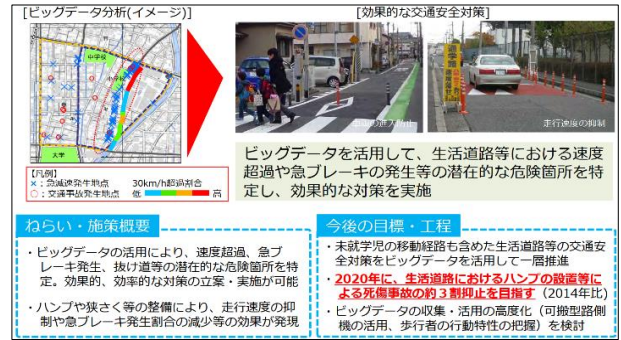 [ビッグデータ分析(イメージ)]
[効果的な交通安全対策]
中学校
小学校
大学
【凡例】
×：急減速発生地点
○：交通事故発生地点
30km/h超過割合
低
高
走行速度の抑制
ビッグデータを活用して、生活道路等における速度
超過や急ブレーキの発生等の潜在的な危険箇所を特
定し、効果的な対策を実施
ねらい・施策概要
・ビッグデータの活用により、速度超過、急ブ
レーキ発生、抜け道等の潜在的な危険箇所を特
定。効果的、効率的な対策の立案・実施が可能
・ハンプや狭さく等の整備により、走行速度の抑
制や急ブレーキ発生割合の減少等の効果が発現
今後の目標・工程
・未就学児の移動経路も含めた生活道路等の交通安
全対策をビッグデータを活用して一層推進
・2020年に、生活道路におけるハンプの設置等に
よる死傷事故の約３割抑止を目指す（2014年比）
・ビッグデータの収集・活用の高度化（可搬型路側
機の活用、歩行者の行動特性の把握）を検討